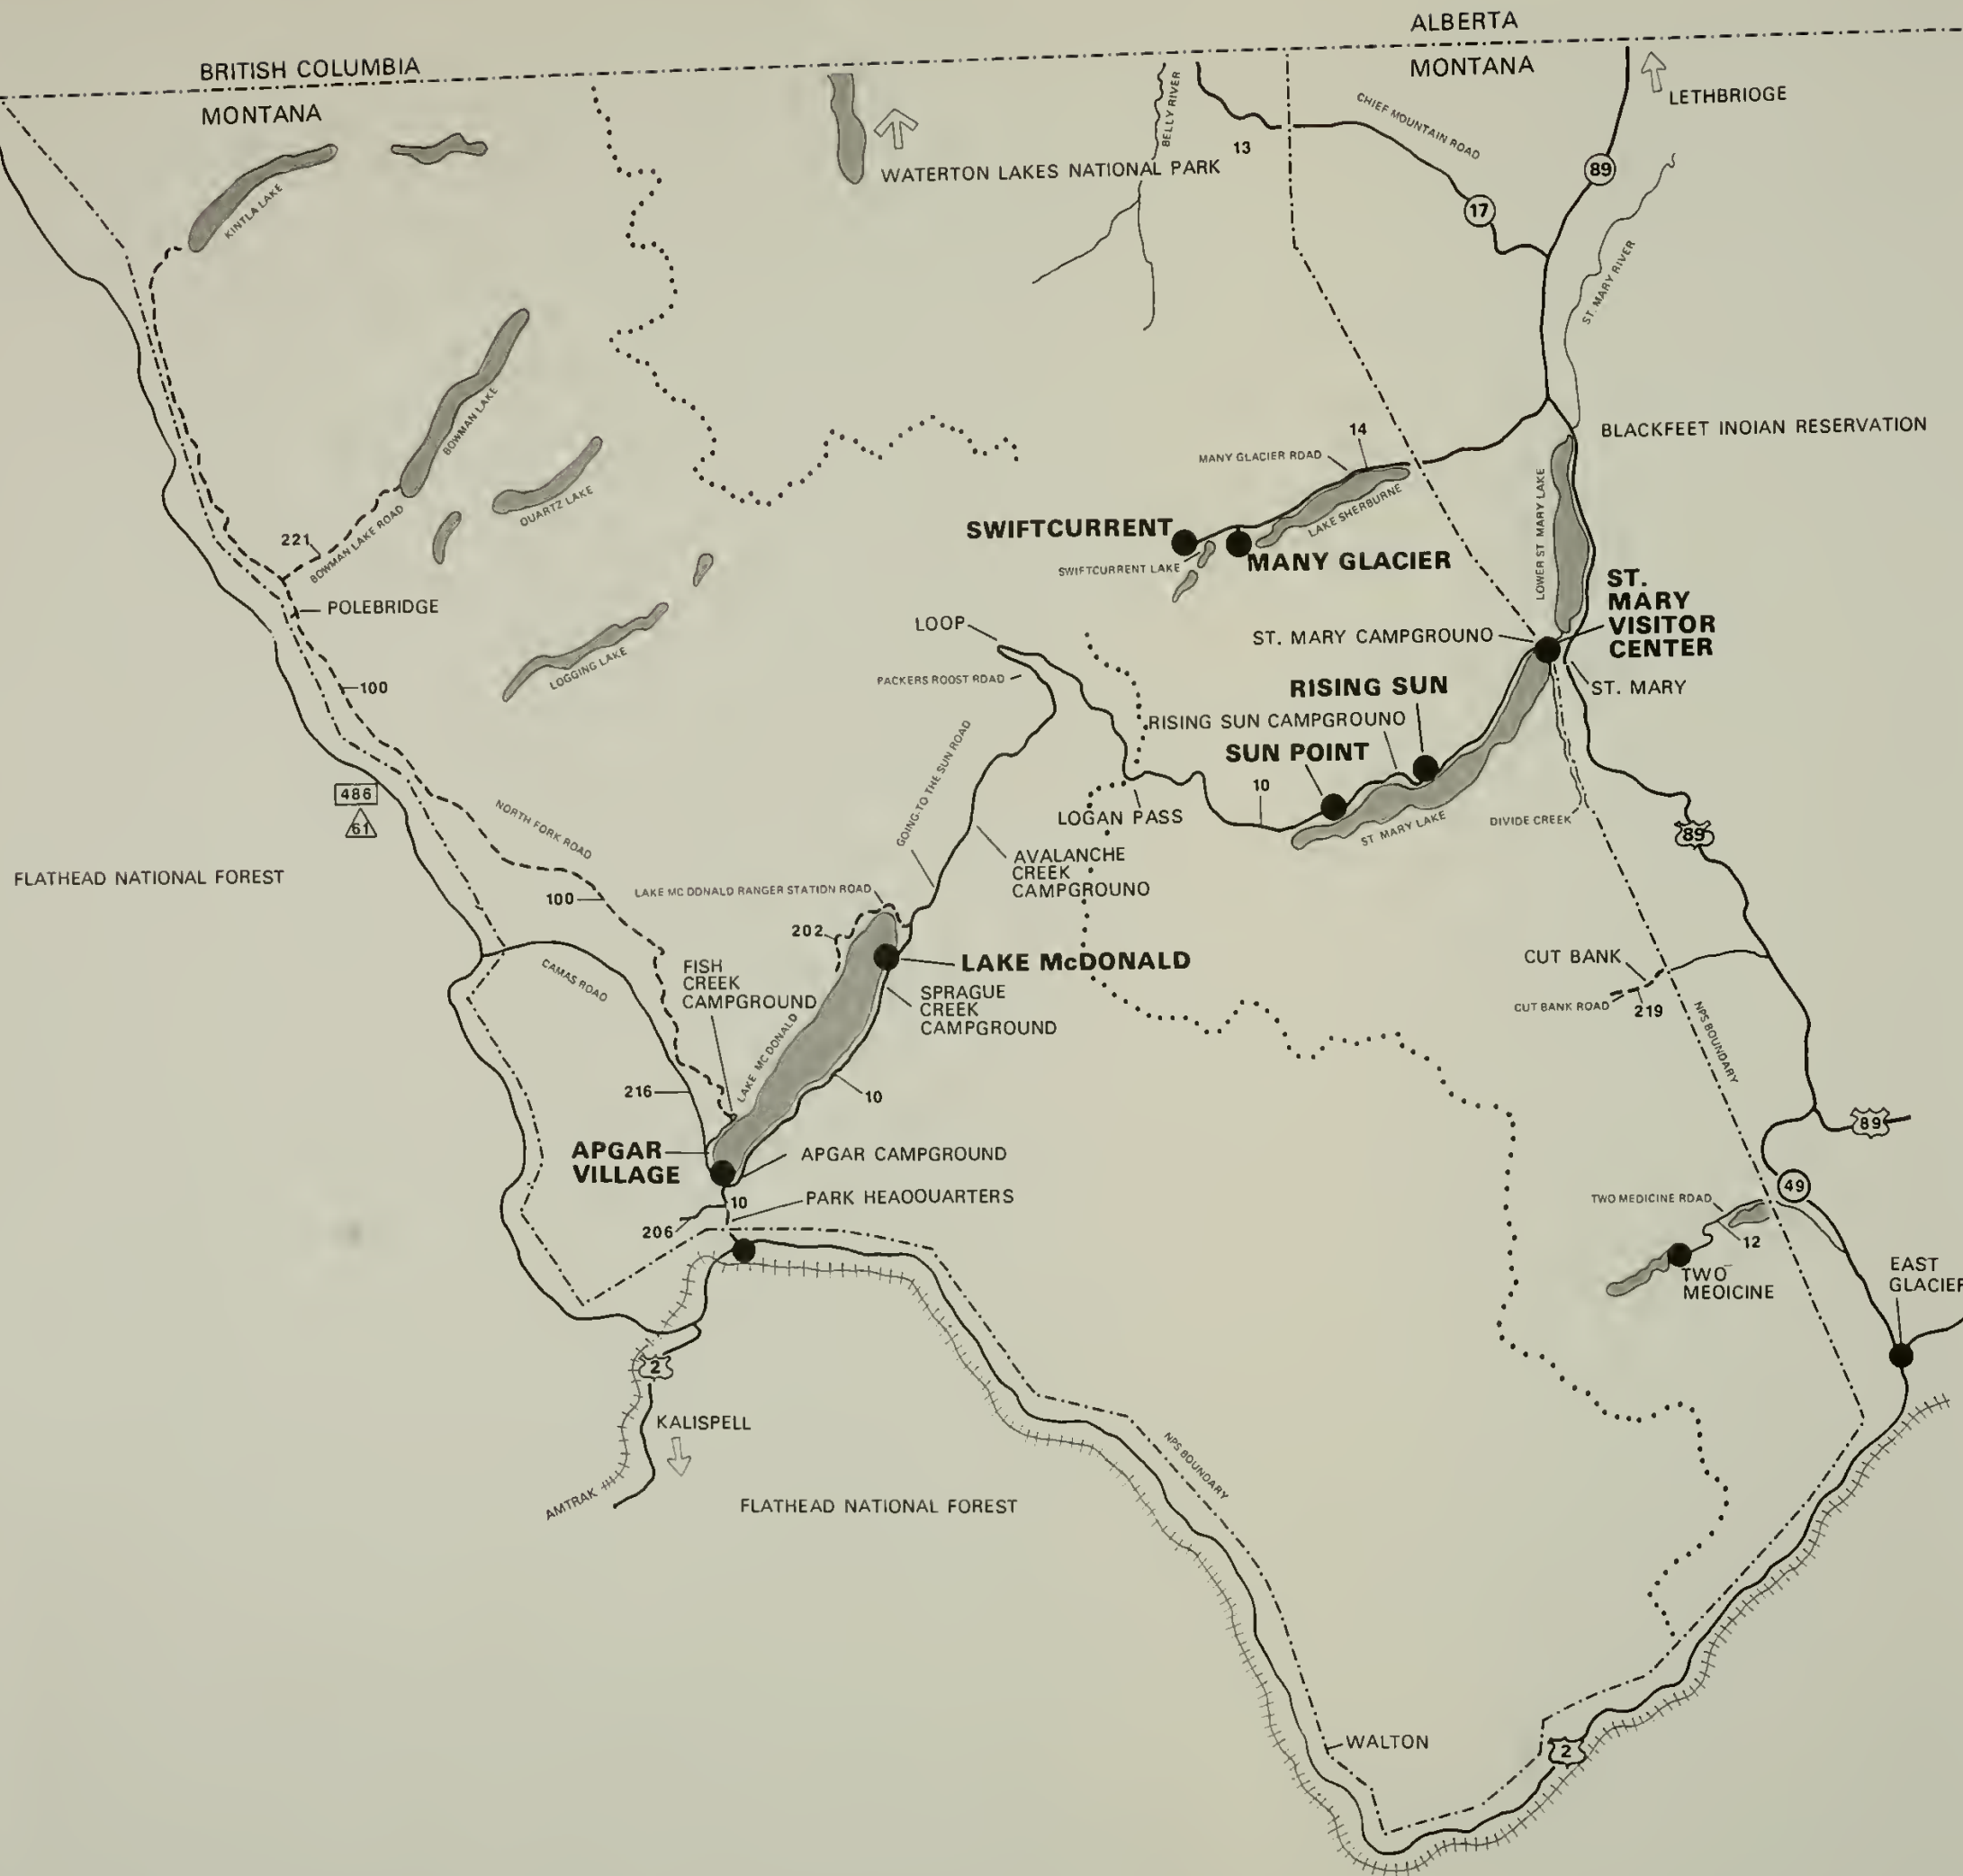 ALBERTA
BRITISH COLUMBIA
MONTANA
MONTANA
LETHBRIOGE
BELLY RIVER
CHIEF MOUNTAIN ROAD
13
89
WATERTON LAKES NATIONAL PARK
KINTLA LAKE
17
ST. MARY RIVER
BOWMAN LAKE
BLACKFEET INOIAN RESERVATION
14
MANY GLACIER ROAD
LAKE SHERBURNE
LOWER ST MARY LAKE
QUARTZ LAKE
SWIFTCURRENT
221
BOWMAN LAKE ROAD
MANY GLACIER
SWIFTCURRENT LAKE
ST.
MARY
VISITOR
CENTER
POLEBRIDGE
LOOP
ST. MARY CAMPGROUND
LOGGING LAKE
PACKERS ROOST ROAD
100
RISING SUN
ST. MARY
RISING SUN CAMPGROUNO
SUN POINT
GOING-TO THE SUN ROAD
10
486
61
NORTH FORK ROAD
LOGAN PASS
ST MARY LAKE
DIVIDE CREEK
89
AVALANCHE
CREEK
CAMPGROUNO
FLATHEAD NATIONAL FOREST
LAKE MC DONALD RANGER STATION ROAD
100
202
LAKE McDONALD
CUT BANK
FISH
CREEK
CAMPGROUND
CAMAS ROAD
SPRAGUE
CREEK
CAMPGROUND
CUT BANK ROAD
219
NPS BOUNDARY
LAKE MC DONALD
216
10
89
APGAR
VILLAGE
APGAR CAMPGROUND
49
10
PARK HEAOOUARTERS
TWO MEDICINE ROAD
206
12
TWO
MEOICINE
EAST
GLACIER
2
KALISPELL
AMTRAK
NPS BOUNDARY
FLATHEAD NATIONAL FOREST
WALTON
2